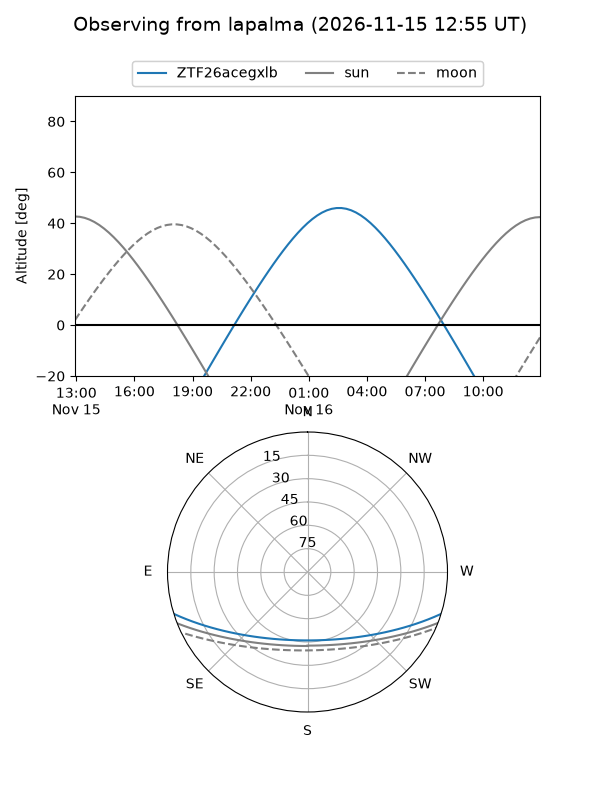 Observing from lapalma (2026-11-15 12:55 UT)
ZTF26acegxlb sun moon
80
60
40
20
0
−20
Altitude [deg]
13:00 16:00 19:00 22:00 01:00 04:00 07:00 10:00
Nov 15 Nov 16
N
NE NW
15
30
45
60
75
E W
SE SW
S